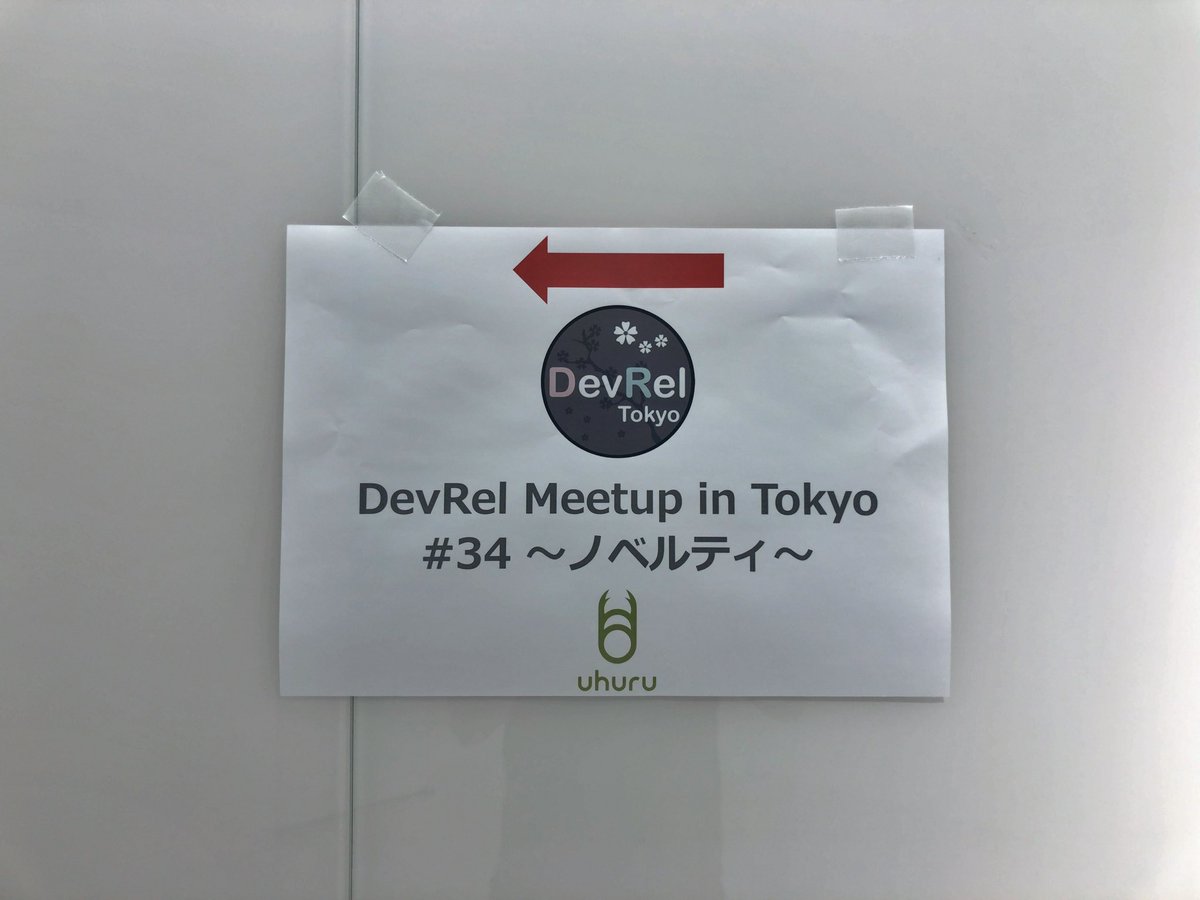 DevRel
Tokyo
DevRel Meetup in Tokyo
#34 ～ノベルティ～
uhuru